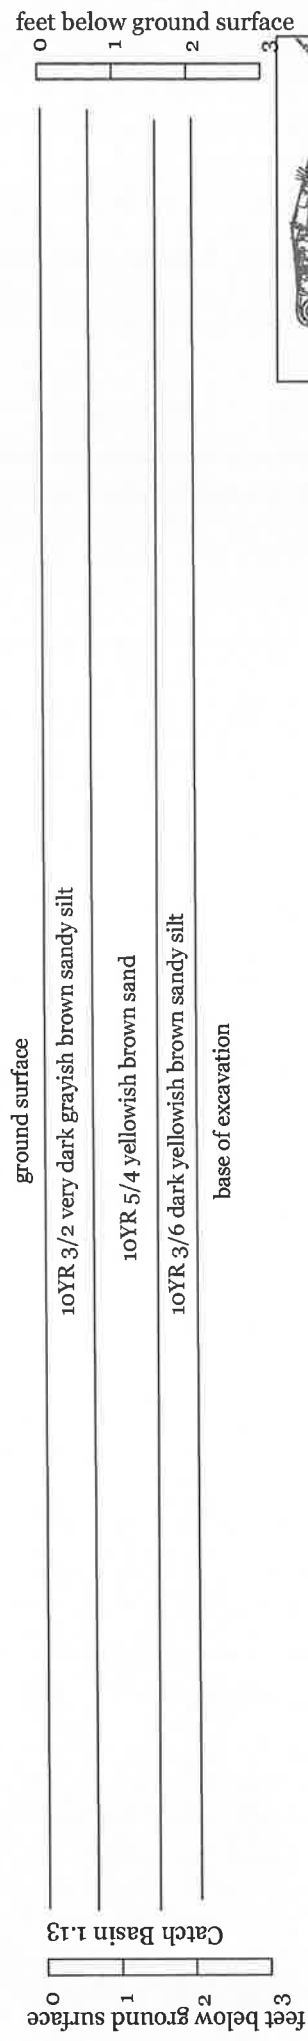 feet below ground surface
0
1
2
3
ground surface
10YR 3/2 very dark grayish brown sandy silt
10YR 5/4 yellowish brown sand
10YR 3/6 dark yellowish brown sandy silt
base of excavation
Catch Basin 1.13
0
1
2
3
feet below ground surface